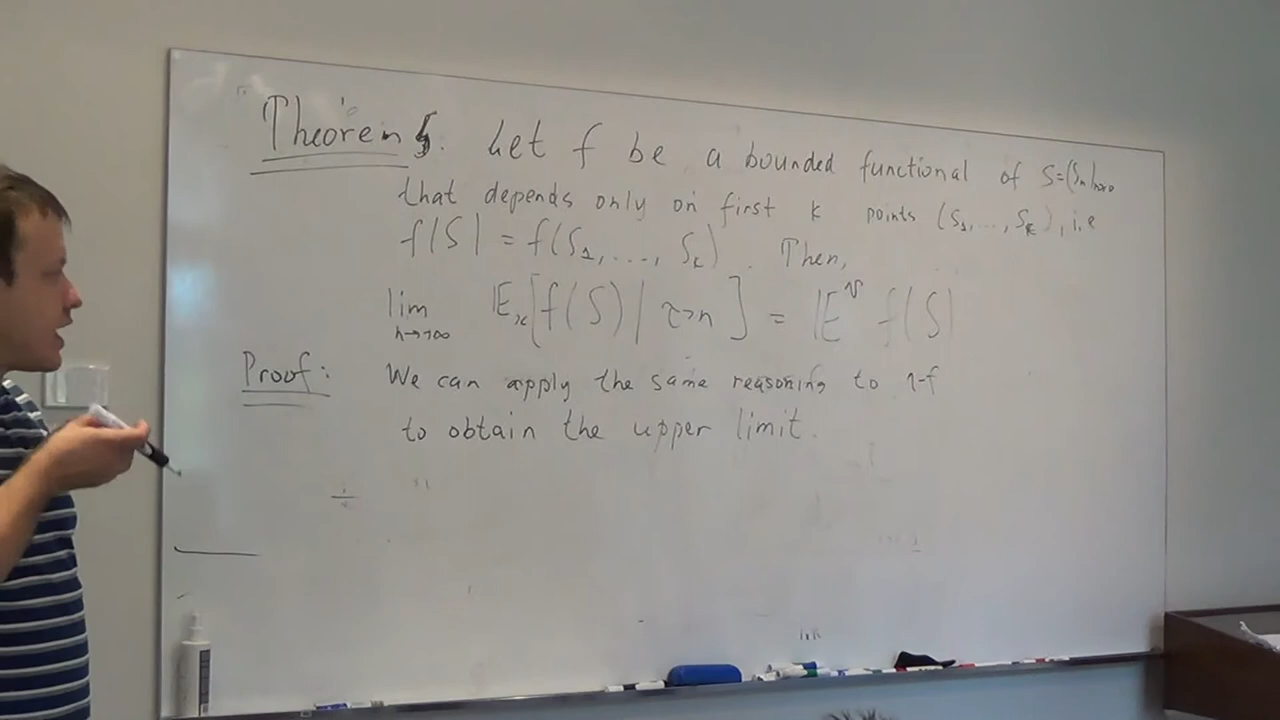 Theorem 5. Let f be a bounded functional of S=(Sₙ)ₙ≥₀
that depends only on first k points (S₁,..., Sₖ), i.e
f(S) = f(S₁, ...., Sₖ). Then,
lim n→∞ 𝔼ₓ[f(S) | τ>n] = 𝔼^V f(S)
Proof: We can apply the same reasoning to 1-f
to obtain the upper limit.